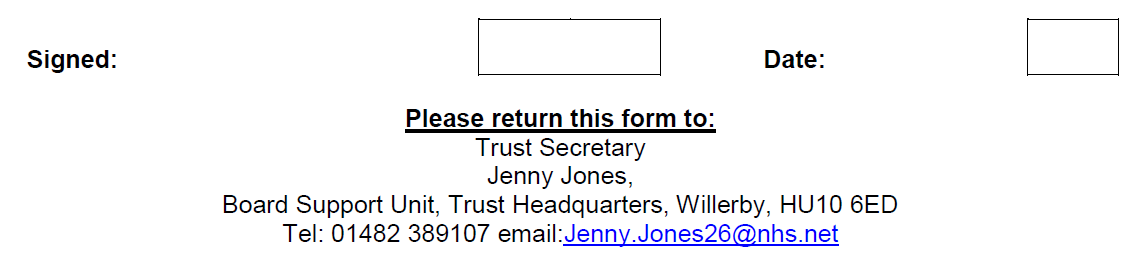 Signed: Date:
Please return this form to:
Trust Secretary
Jenny Jones,
Board Support Unit, Trust Headquarters, Willerby, HU10 6ED
Tel: 01482 389107 email:Jenny.Jones26@nhs.net